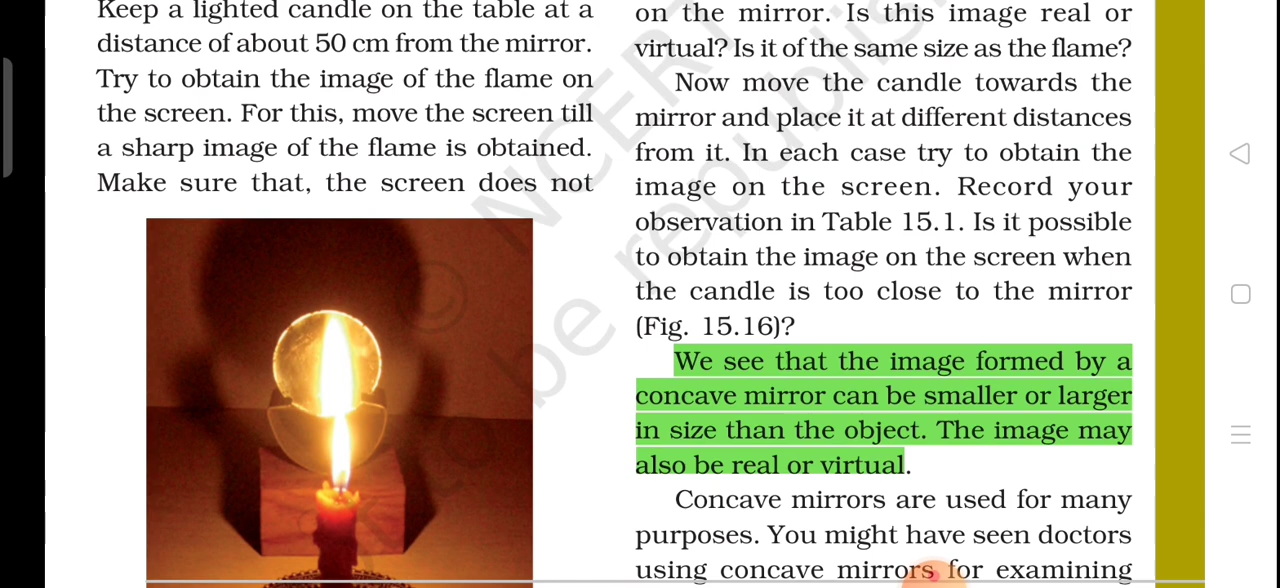 Keep a lighted candle on the table at a
distance of about 50 cm from the mirror.
Try to obtain the image of the flame on
the screen. For this, move the screen till
a sharp image of the flame is obtained.
Make sure that, the screen does not
on the mirror. Is this image real or
virtual? Is it of the same size as the flame?
Now move the candle towards the
mirror and place it at different distances
from it. In each case try to obtain the
image on the screen. Record your
observation in Table 15.1. Is it possible
to obtain the image on the screen when
the candle is too close to the mirror
(Fig. 15.16)?
We see that the image formed by a
concave mirror can be smaller or larger
in size than the object. The image may
also be real or virtual.
Concave mirrors are used for many
purposes. You might have seen doctors
using concave mirrors for examining
© NCERT
be republish